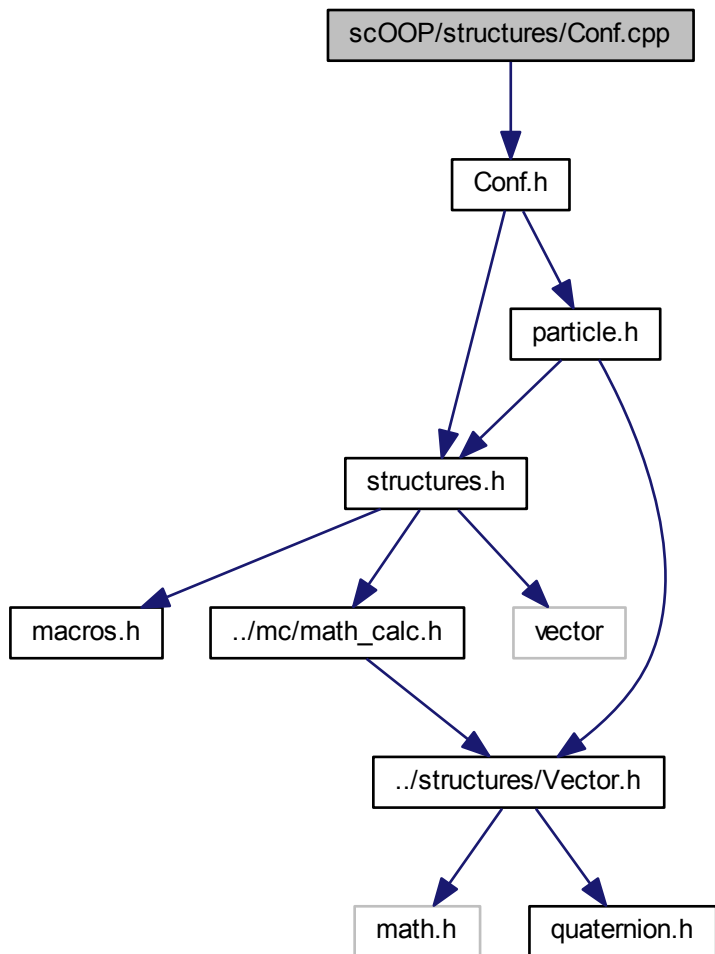 scOOP/structures/Conf.cpp
Conf.h
particle.h
structures.h
macros.h
../mc/math_calc.h
vector
../structures/Vector.h
math.h
quaternion.h